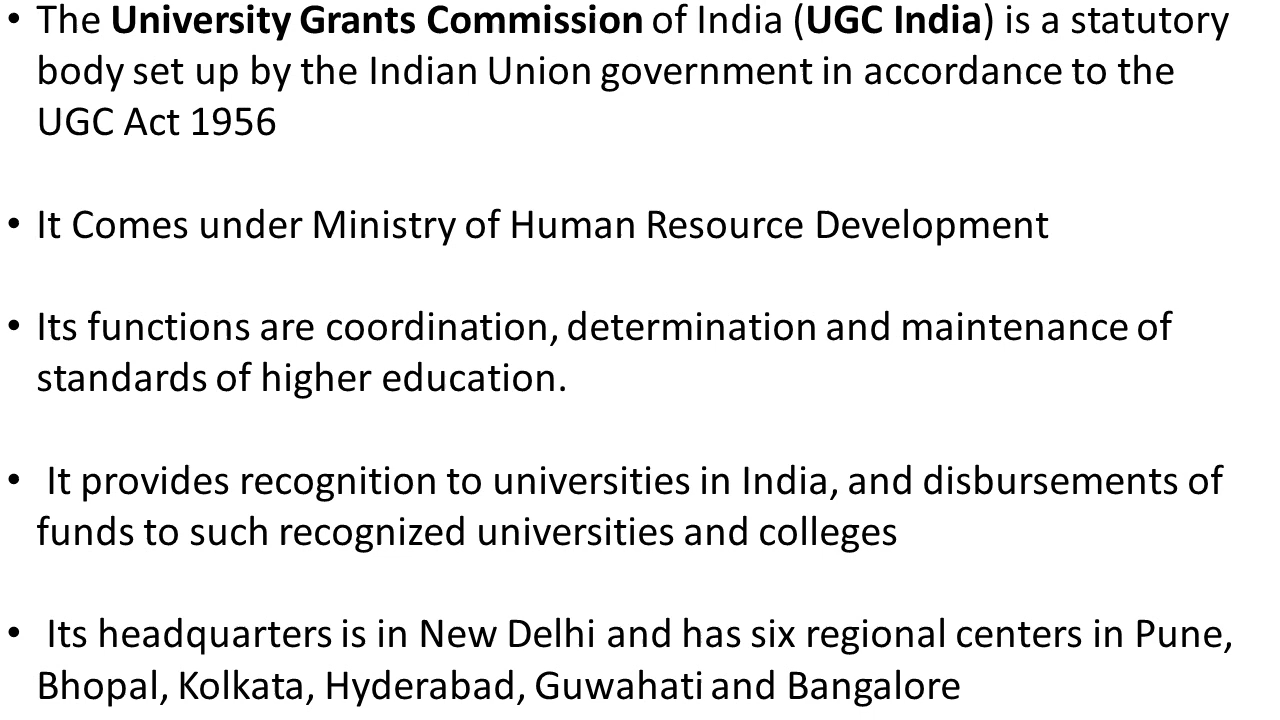 • The University Grants Commission of India (UGC India) is a statutory
body set up by the Indian Union government in accordance to the
UGC Act 1956
• It Comes under Ministry of Human Resource Development
• Its functions are coordination, determination and maintenance of
standards of higher education.
• It provides recognition to universities in India, and disbursements of
funds to such recognized universities and colleges
• Its headquarters is in New Delhi and has six regional centers in Pune,
Bhopal, Kolkata, Hyderabad, Guwahati and Bangalore